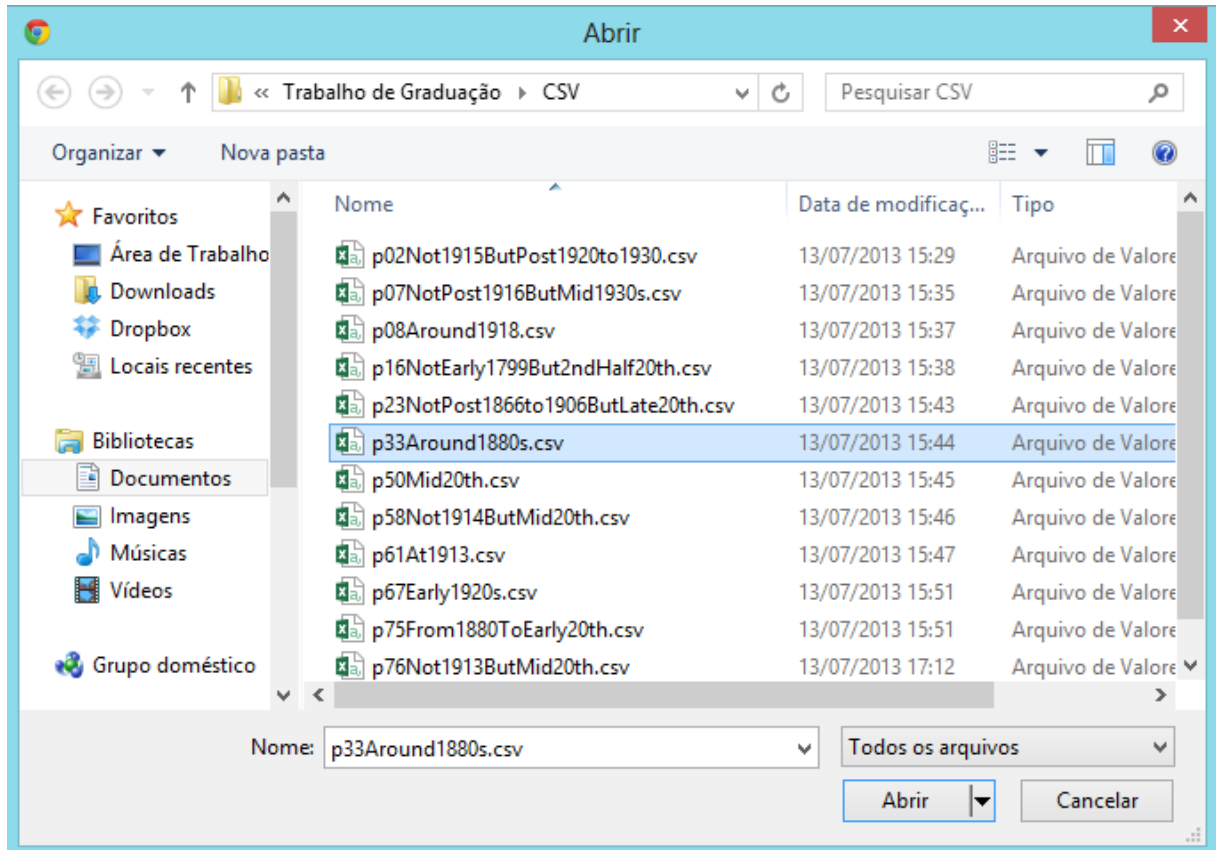 Abrir
« Trabalho de Graduação CSV
Pesquisar CSV
Organizar Nova pasta
Favoritos
Área de Trabalho
Downloads
Dropbox
Locais recentes
Bibliotecas
Documentos
Imagens
Músicas
Vídeos
Grupo doméstico
Nome Data de modificaç... Tipo
p02Not1915ButPost1920to1930.csv 13/07/2013 15:29 Arquivo de Valore
p07NotPost1916ButMid1930s.csv 13/07/2013 15:35 Arquivo de Valore
p08Around1918.csv 13/07/2013 15:37 Arquivo de Valore
p16NotEarly1799But2ndHalf20th.csv 13/07/2013 15:38 Arquivo de Valore
p23NotPost1866to1906ButLate20th.csv 13/07/2013 15:43 Arquivo de Valore
p33Around1880s.csv 13/07/2013 15:44 Arquivo de Valore
p50Mid20th.csv 13/07/2013 15:45 Arquivo de Valore
p58Not1914ButMid20th.csv 13/07/2013 15:46 Arquivo de Valore
p61At1913.csv 13/07/2013 15:47 Arquivo de Valore
p67Early1920s.csv 13/07/2013 15:51 Arquivo de Valore
p75From1880ToEarly20th.csv 13/07/2013 15:51 Arquivo de Valore
p76Not1913ButMid20th.csv 13/07/2013 17:12 Arquivo de Valore
Nome: p33Around1880s.csv Todos os arquivos
Abrir Cancelar